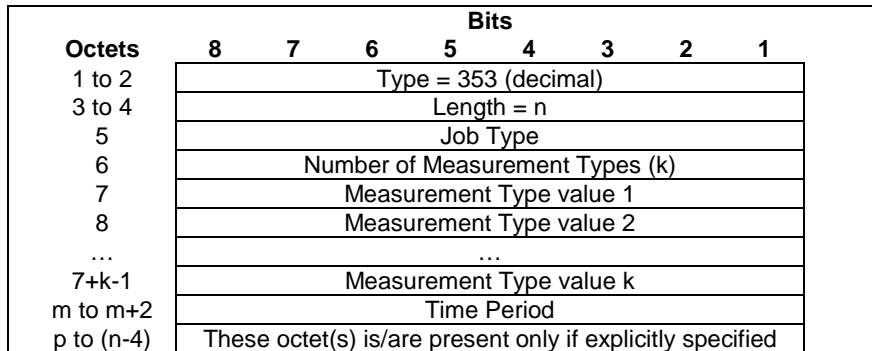 Bits
Octets 8 7 6 5 4 3 2 1
1 to 2 Type = 353 (decimal)
3 to 4 Length = n
5 Job Type
6 Number of Measurement Types (k)
7 Measurement Type value 1
8 Measurement Type value 2
… …
7+k-1 Measurement Type value k
m to m+2 Time Period
p to (n-4) These octet(s) is/are present only if explicitly specified